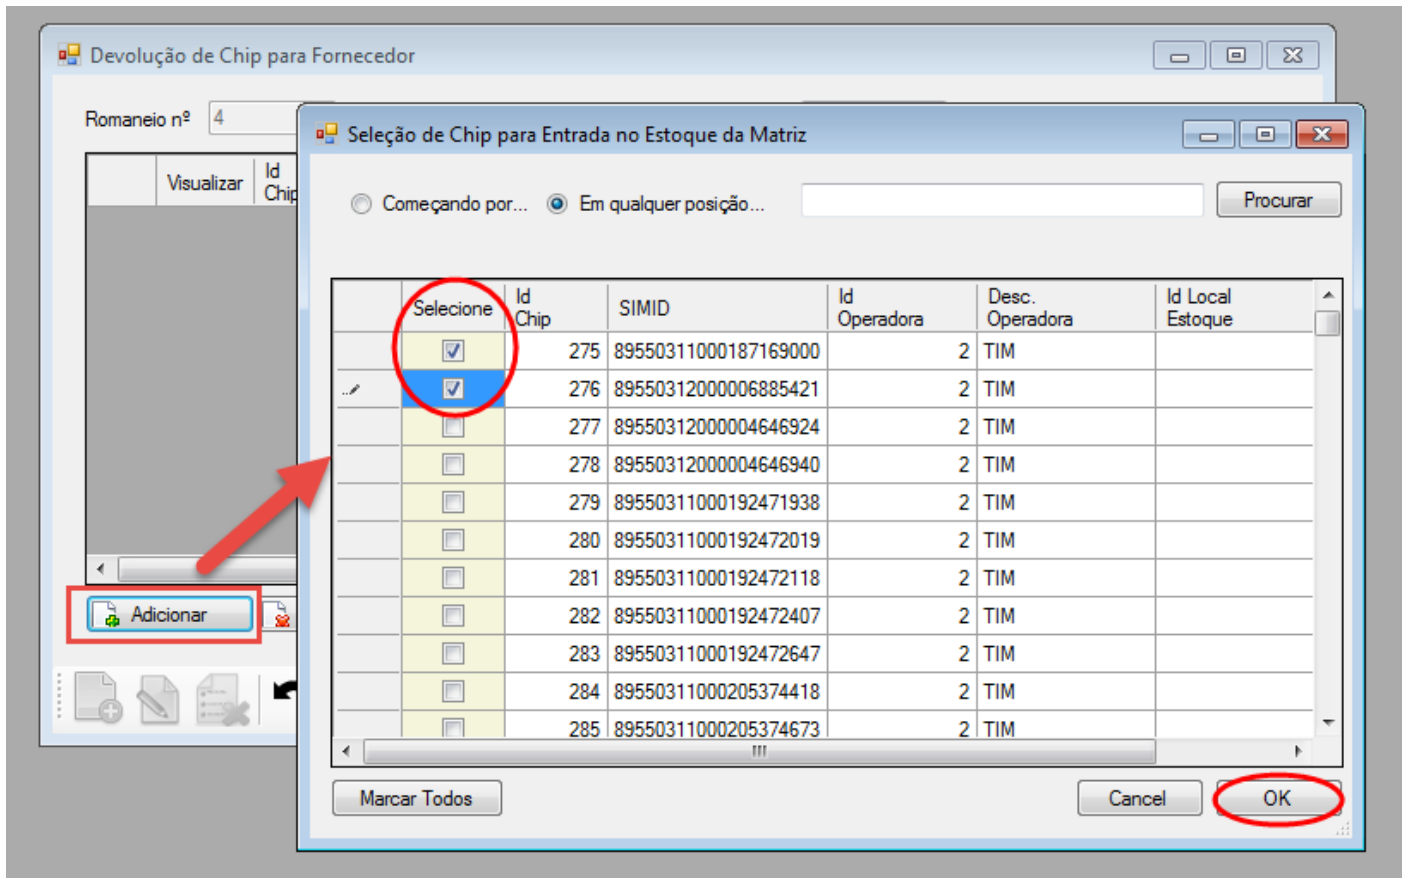 Devolução de Chip para Fornecedor
Romaneio nº 4
Visualizar Id Chip
Seleção de Chip para Entrada no Estoque da Matriz
Começando por... Em qualquer posição... Procurar
Selecione Id Chip SIMID Id Operadora Desc. Operadora Id Local Estoque
275 89550311000187169000 2 TIM
276 89550312000006885421 2 TIM
277 89550312000004646924 2 TIM
278 89550312000004646940 2 TIM
279 89550311000192471938 2 TIM
280 89550311000192472019 2 TIM
281 89550311000192472118 2 TIM
282 89550311000192472407 2 TIM
283 89550311000192472647 2 TIM
284 89550311000205374418 2 TIM
285 89550311000205374673 2 TIM
Adicionar
Marcar Todos Cancel OK